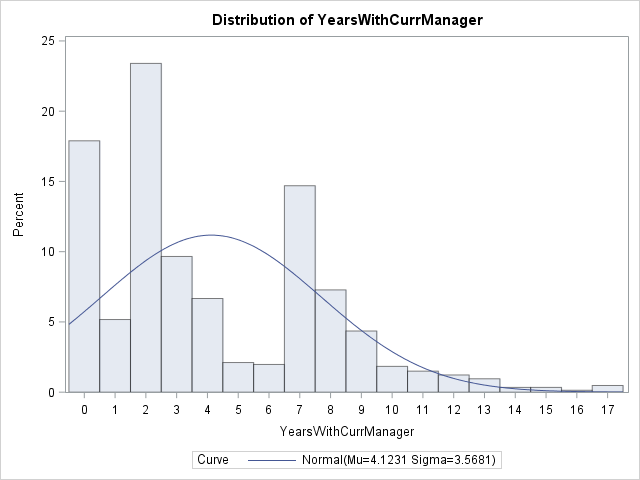 Distribution of YearsWithCurrManager
25
20
15
10
5
0
Percent
0 1 2 3 4 5 6 7 8 9 10 11 12 13 14 15 16 17
YearsWithCurrManager
Curve Normal(Mu=4.1231 Sigma=3.5681)